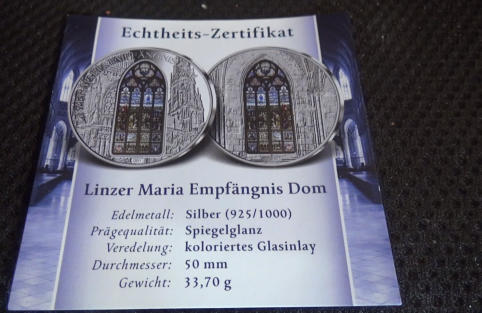 Echtheits-Zertifikat
Linzer Maria Empfängnis Dom
Edelmetall: Silber (925/1000)
Prägequalität: Spiegelglanz
Veredelung: koloriertes Glasinlay
Durchmesser: 50 mm
Gewicht: 33,70 g